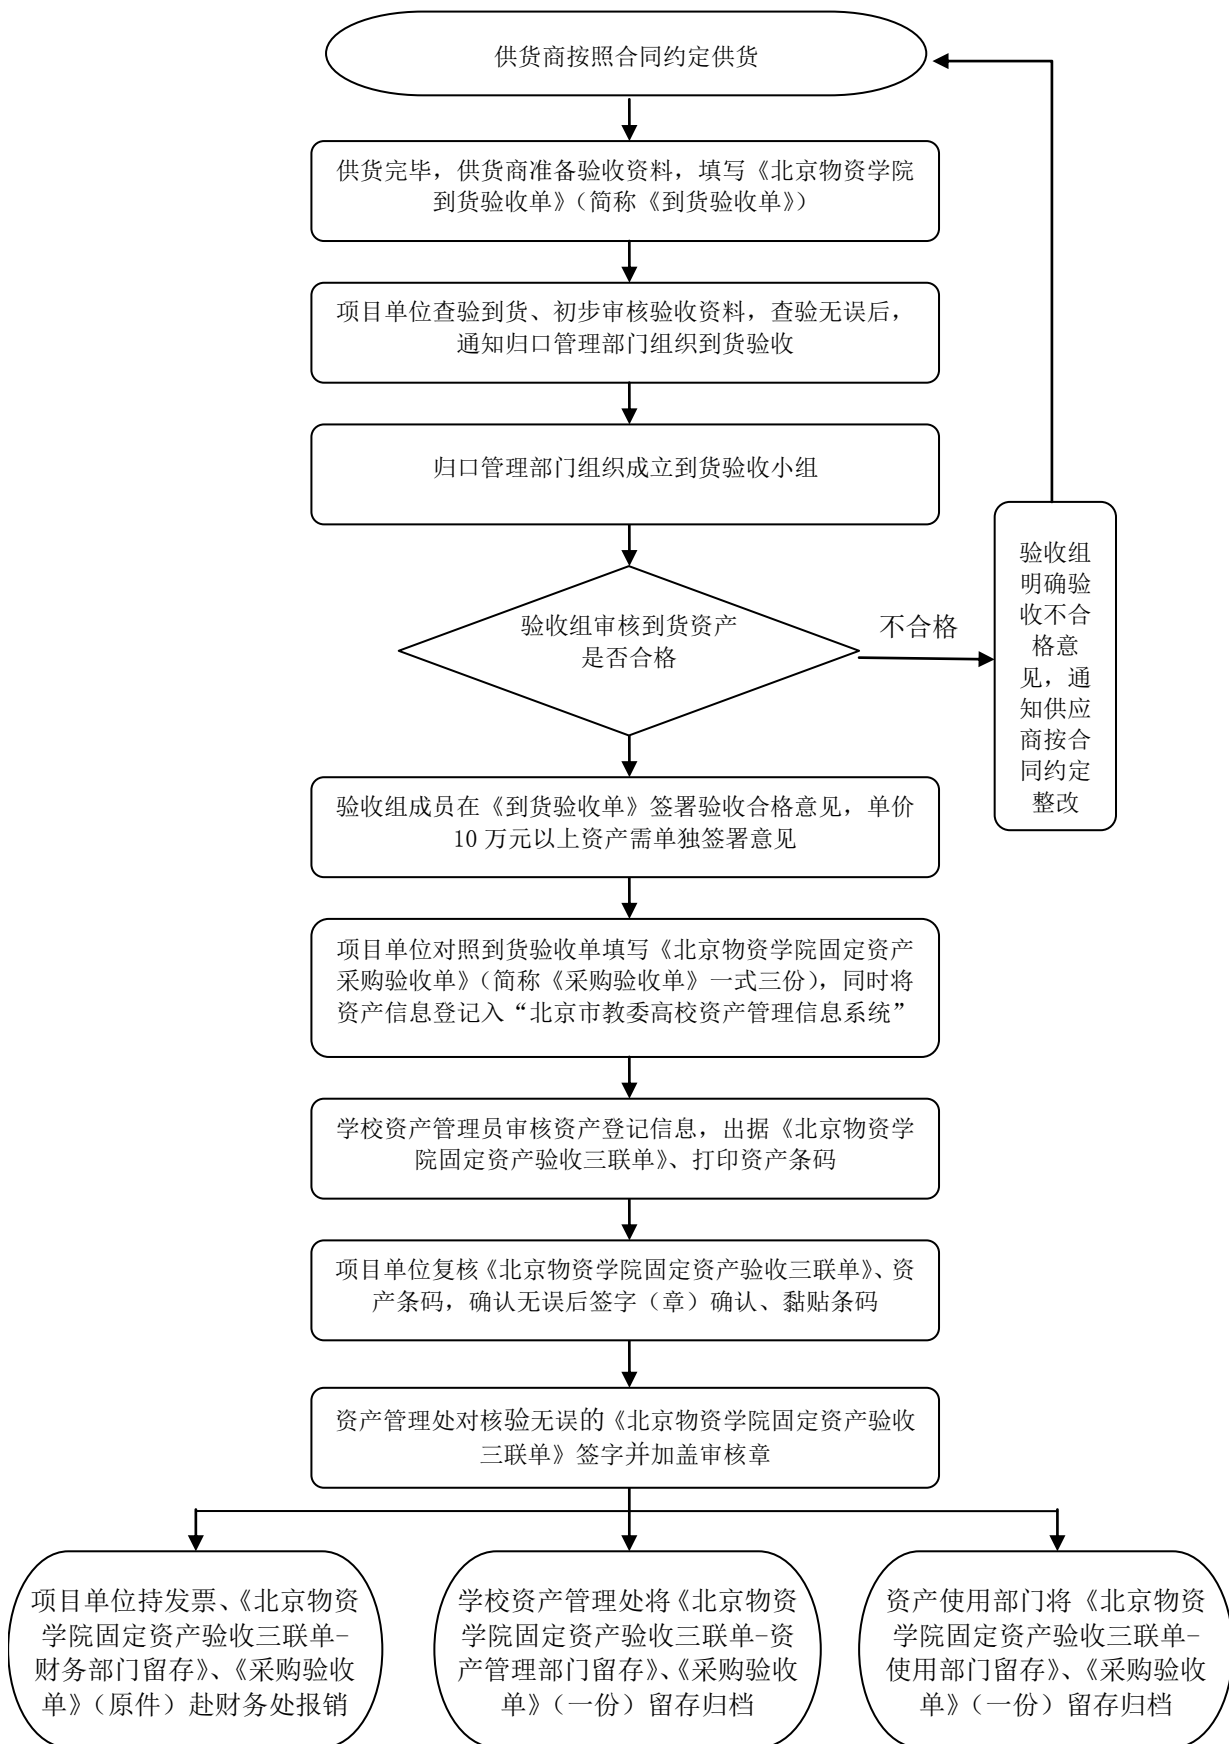 供货商按照合同约定供货
供货完毕，供货商准备验收资料，填写《北京物资学院
到货验收单》（简称《到货验收单》）
项目单位查验到货、初步审核验收资料，查验无误后，
通知归口管理部门组织到货验收
归口管理部门组织成立到货验收小组
验收组审核到货资产
是否合格
不合格
验收组
明确验
收不合
格意
见，通
知供应
商按合
同约定
整改
验收组成员在《到货验收单》签署验收合格意见，单价
10 万元以上资产需单独签署意见
项目单位对照到货验收单填写《北京物资学院固定资产
采购验收单》（简称《采购验收单》一式三份），同时将
资产信息登记入“北京市教委高校资产管理信息系统”
学校资产管理员审核资产登记信息，出据《北京物资学
院固定资产验收三联单》、打印资产条码
项目单位复核《北京物资学院固定资产验收三联单》、资
产条码，确认无误后签字（章）确认、黏贴条码
资产管理处对核验无误的《北京物资学院固定资产验收
三联单》签字并加盖审核章
项目单位持发票、《北京物资
学院固定资产验收三联单-
财务部门留存》、《采购验收
单》（原件）赴财务处报销
学校资产管理处将《北京物资
学院固定资产验收三联单-资
产管理部门留存》、《采购验收
单》（一份）留存归档
资产使用部门将《北京物资
学院固定资产验收三联单-
使用部门留存》、《采购验收
单》（一份）留存归档